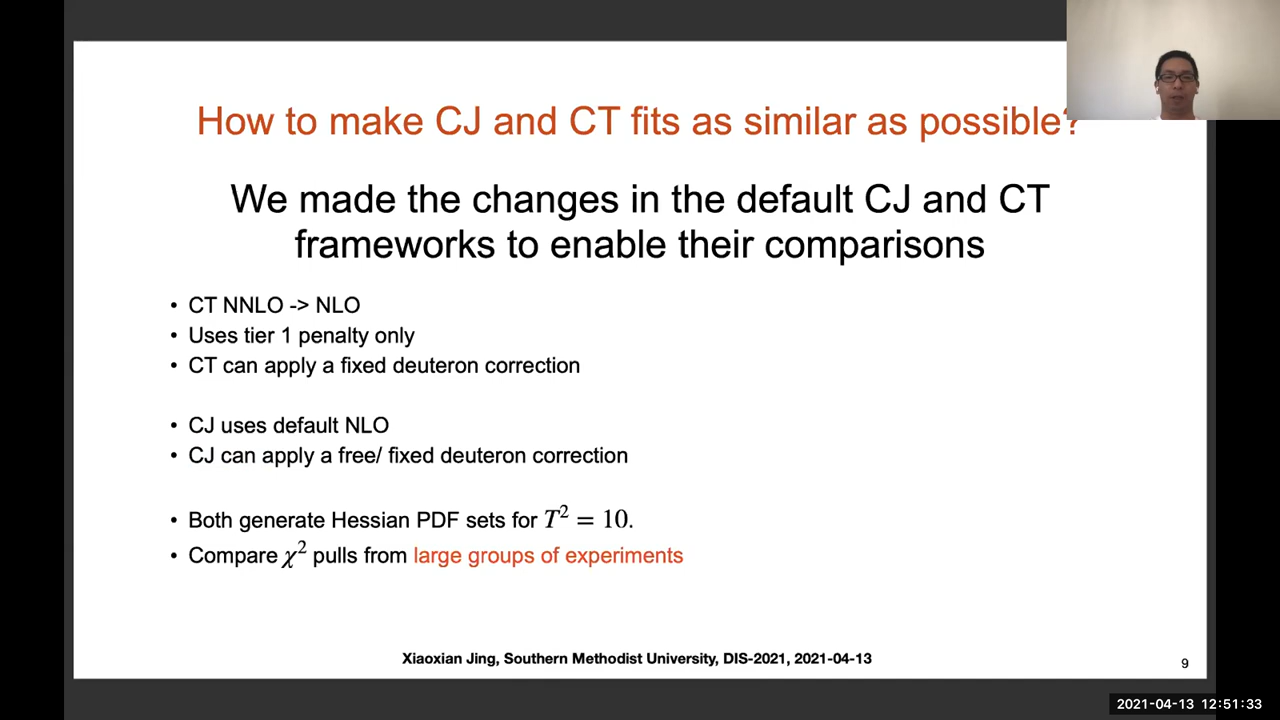 How to make CJ and CT fits as similar as possible?
We made the changes in the default CJ and CT
frameworks to enable their comparisons
• CT NNLO -> NLO
• Uses tier 1 penalty only
• CT can apply a fixed deuteron correction
• CJ uses default NLO
• CJ can apply a free/ fixed deuteron correction
• Both generate Hessian PDF sets for T² = 10.
• Compare χ² pulls from large groups of experiments
Xiaoxian Jing, Southern Methodist University, DIS-2021, 2021-04-13
9
2021-04-13 12:51:33